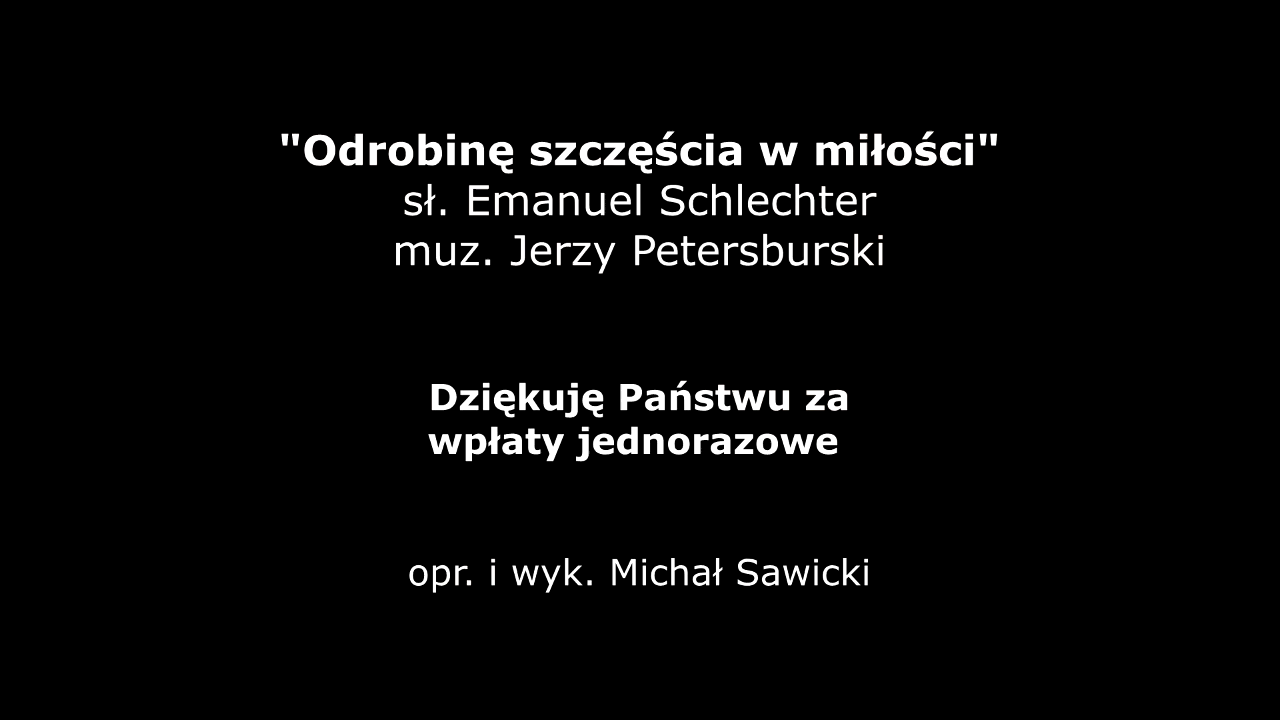 "Odrobinę szczęścia w miłości"
sł. Emanuel Schlechter
muz. Jerzy Petersburski
Dziękuję Państwu za
wpłaty jednorazowe
opr. i wyk. Michał Sawicki